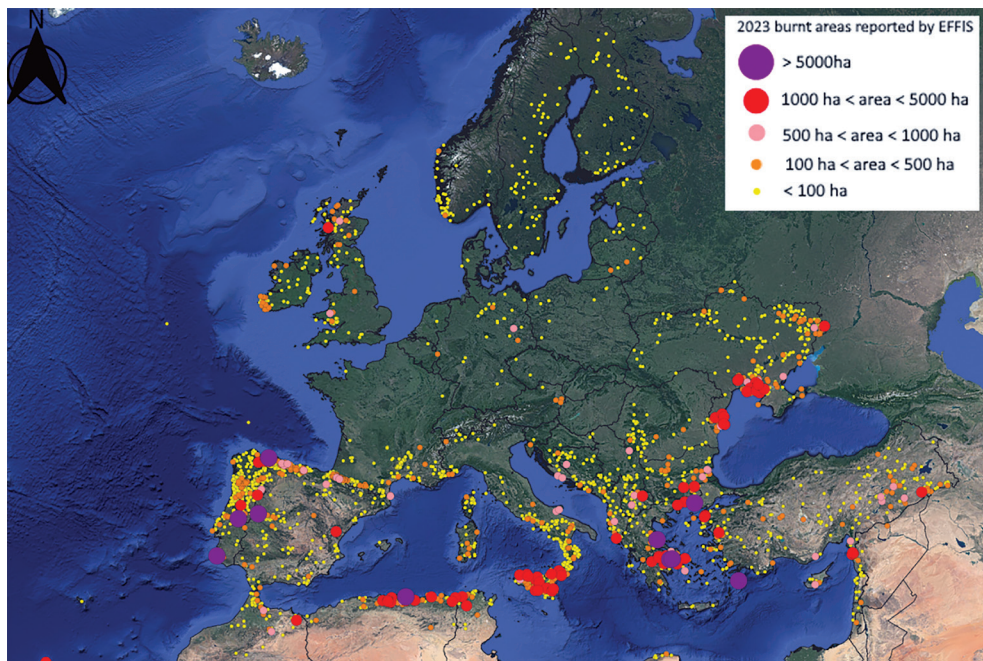 N
2023 burnt areas reported by EFFIS
> 5000ha
1000 ha < area < 5000 ha
500 ha < area < 1000 ha
100 ha < area < 500 ha
< 100 ha